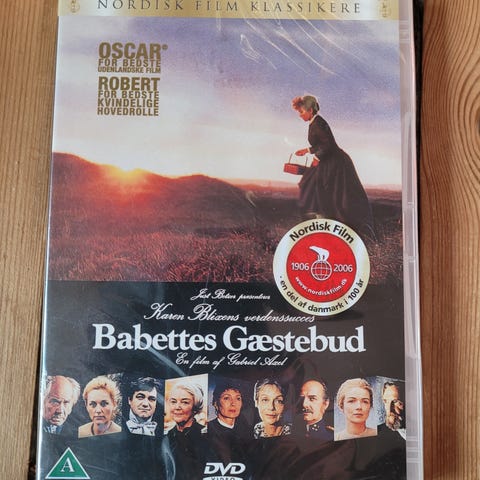 NORDISK FILM KLASSIKERE
OSCAR®
FOR BEDSTE
UDENLANDSKE FILM
ROBERT
FOR BEDSTE
KVINDELIGE
HOVEDROLLE
Nordisk Film
1906 2006
www.nordiskfilm.dk
- en del af danmark i 100 år
Just Betzer presenterer
Karen Blixens verdenssucces
Babettes Gæstebud
En film af Gabriel Axel
A
DVD
VIDEO